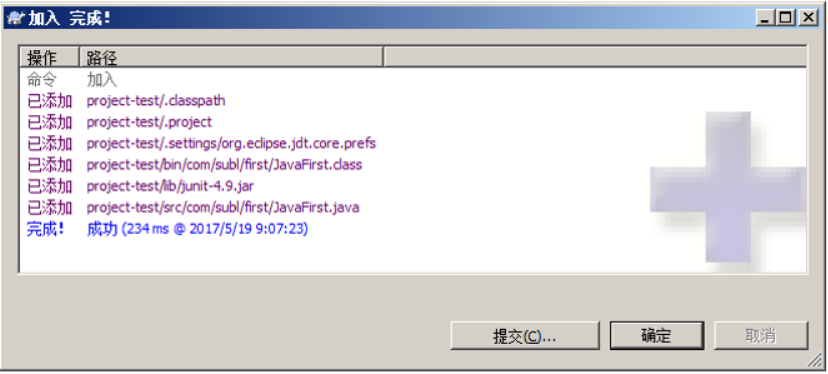 加入 完成!
操作 路径
命令 加入
已添加 project-test/.classpath
已添加 project-test/.project
已添加 project-test/.settings/org.eclipse.jdt.core.prefs
已添加 project-test/bin/com/subl/first/JavaFirst.class
已添加 project-test/lib/junit-4.9.jar
已添加 project-test/src/com/subl/first/JavaFirst.java
完成! 成功 (234 ms @ 2017/5/19 9:07:23)
提交(C)... 确定 取消